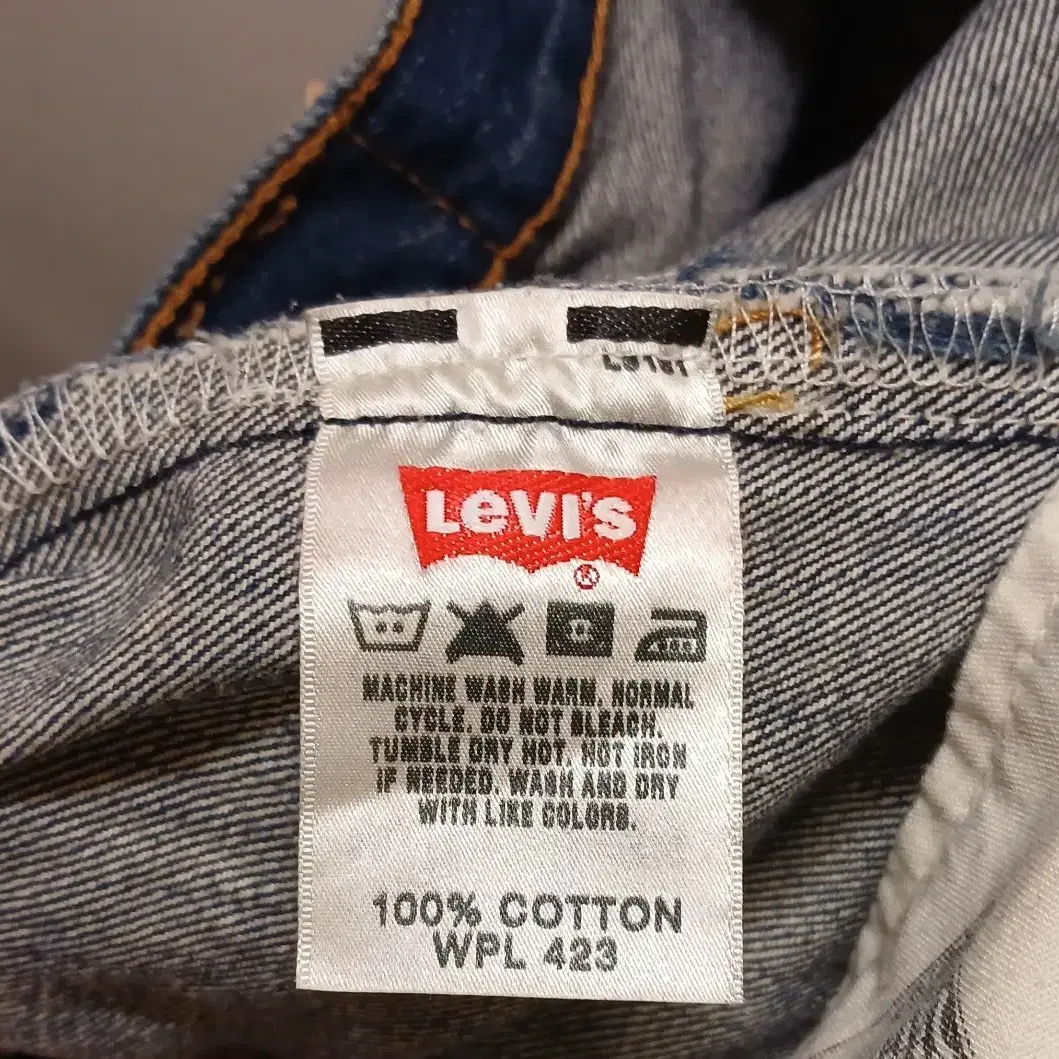 LEVI'S
®
MACHINE WASH WARM, NORMAL
CYCLE. DO NOT BLEACH.
TUMBLE DRY HOT. HOT IRON
IF NEEDED. WASH AND DRY
WITH LIKE COLORS.
100% COTTON
WPL 423